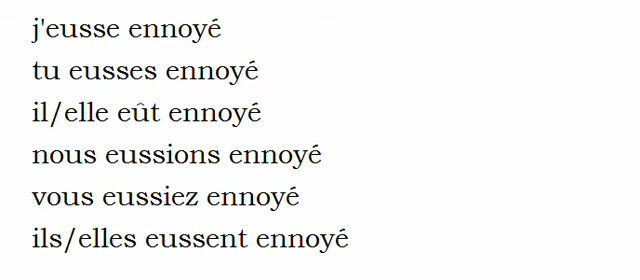 j'eusse ennoyé
tu eusses ennoyé
il/elle eût ennoyé
nous eussions ennoyé
vous eussiez ennoyé
ils/elles eussent ennoyé